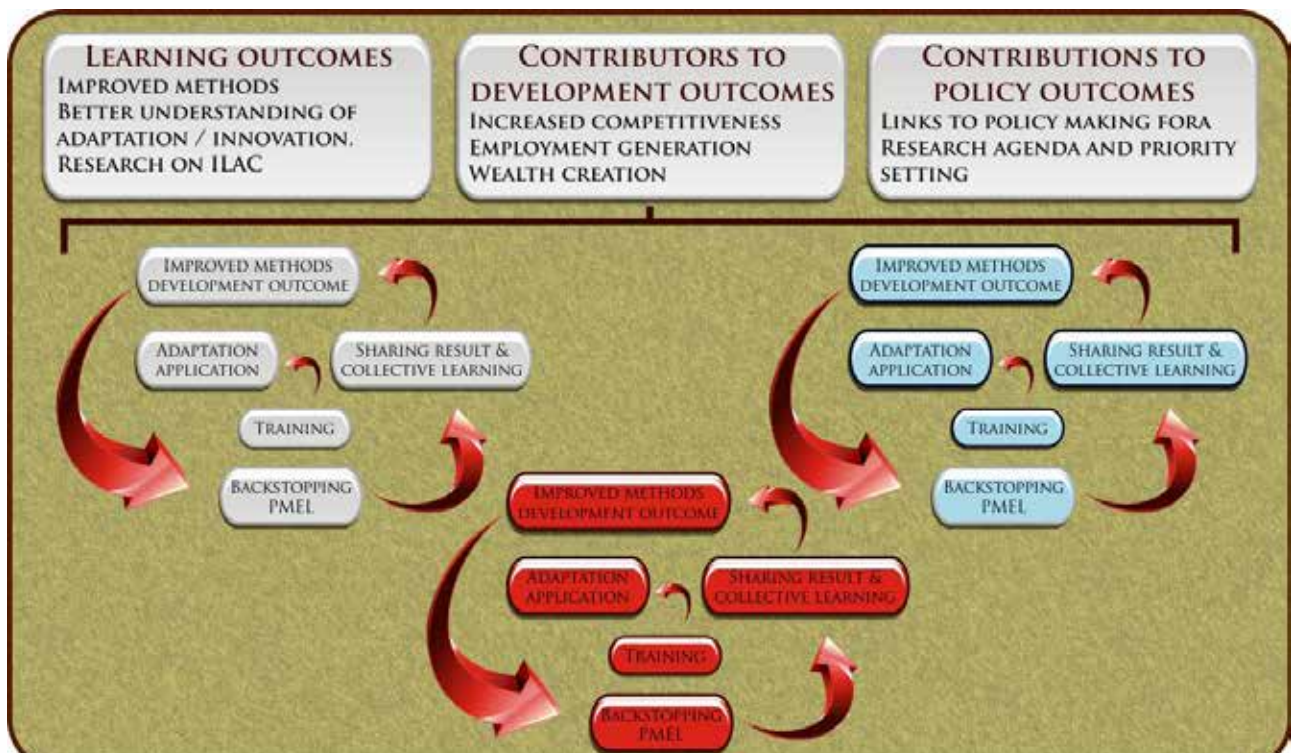 LEARNING OUTCOMES
IMPROVED METHODS
BETTER UNDERSTANDING OF
ADAPTATION / INNOVATION.
RESEARCH ON ILAC
CONTRIBUTORS TO
DEVELOPMENT OUTCOMES
INCREASED COMPETITIVENESS
EMPLOYMENT GENERATION
WEALTH CREATION
CONTRIBUTIONS TO
POLICY OUTCOMES
LINKS TO POLICY MAKING FORA
RESEARCH AGENDA AND PRIORITY
SETTING
IMPROVED METHODS
DEVELOPMENT OUTCOME
ADAPTATION
APPLICATION
SHARING RESULT &
COLLECTIVE LEARNING
TRAINING
BACKSTOPPING
PMEL
IMPROVED METHODS
DEVELOPMENT OUTCOME
ADAPTATION
APPLICATION
SHARING RESULT &
COLLECTIVE LEARNING
TRAINING
BACKSTOPPING
PMEL
IMPROVED METHODS
DEVELOPMENT OUTCOME
ADAPTATION
APPLICATION
SHARING RESULT &
COLLECTIVE LEARNING
TRAINING
BACKSTOPPING
PMEL